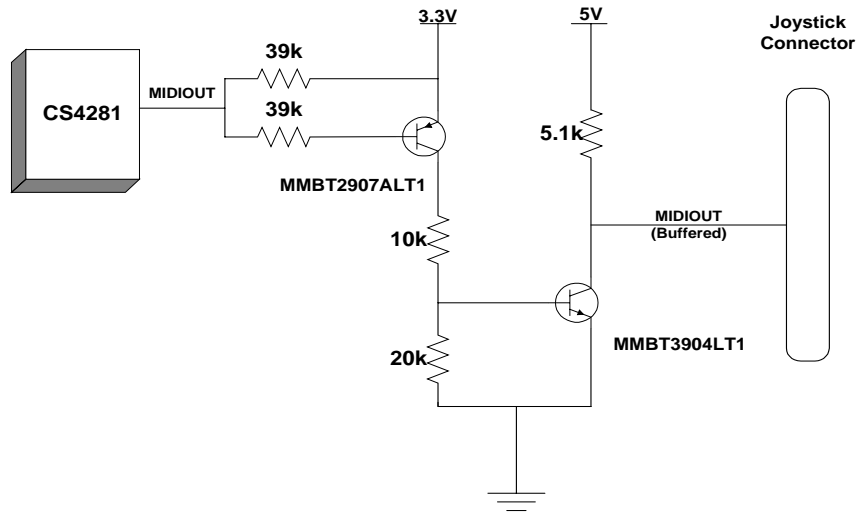 3.3V
5V
Joystick
Connector
39k
MIDIOUT
CS4281
39k
5.1k
MMBT2907ALT1
MIDIOUT
(Buffered)
10k
MMBT3904LT1
20k